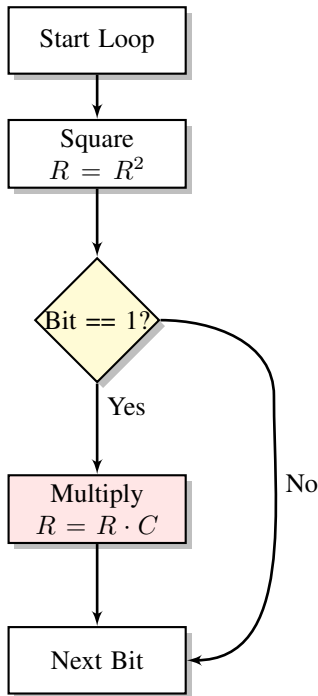 Start Loop
Square
R = R²
Bit == 1?
Yes
No
Multiply
R = R · C
Next Bit